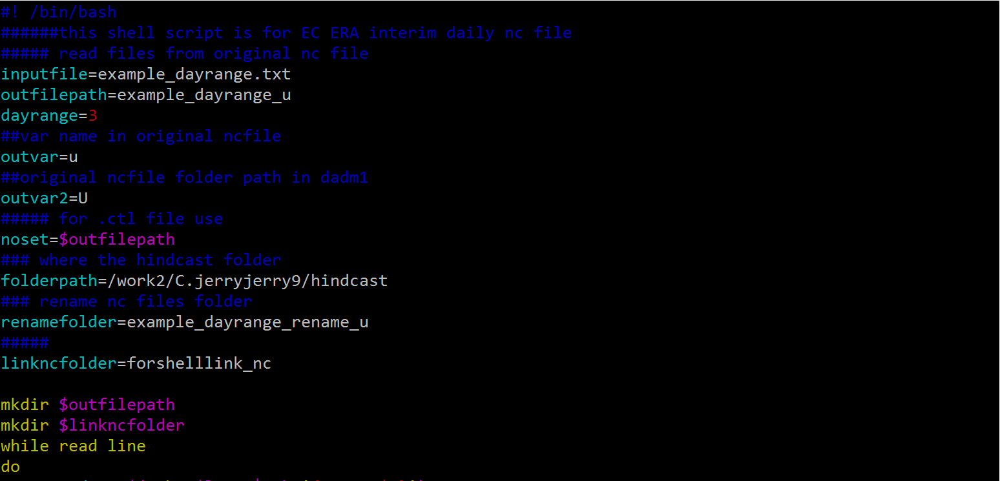 #! /bin/bash
######this shell script is for EC ERA interim daily nc file
##### read files from original nc file
inputfile=example_dayrange.txt
outfilepath=example_dayrange_u
dayrange=3
##var name in original ncfile
outvar=u
##original ncfile folder path in dadm1
outvar2=U
##### for .ctl file use
noset=$outfilepath
### where the hindcast folder
folderpath=/work2/C.jerryjerry9/hindcast
### rename nc files folder
renamefolder=example_dayrange_rename_u
#####
linkncfolder=forshelllink_nc
mkdir $outfilepath
mkdir $linkncfolder
while read line
do